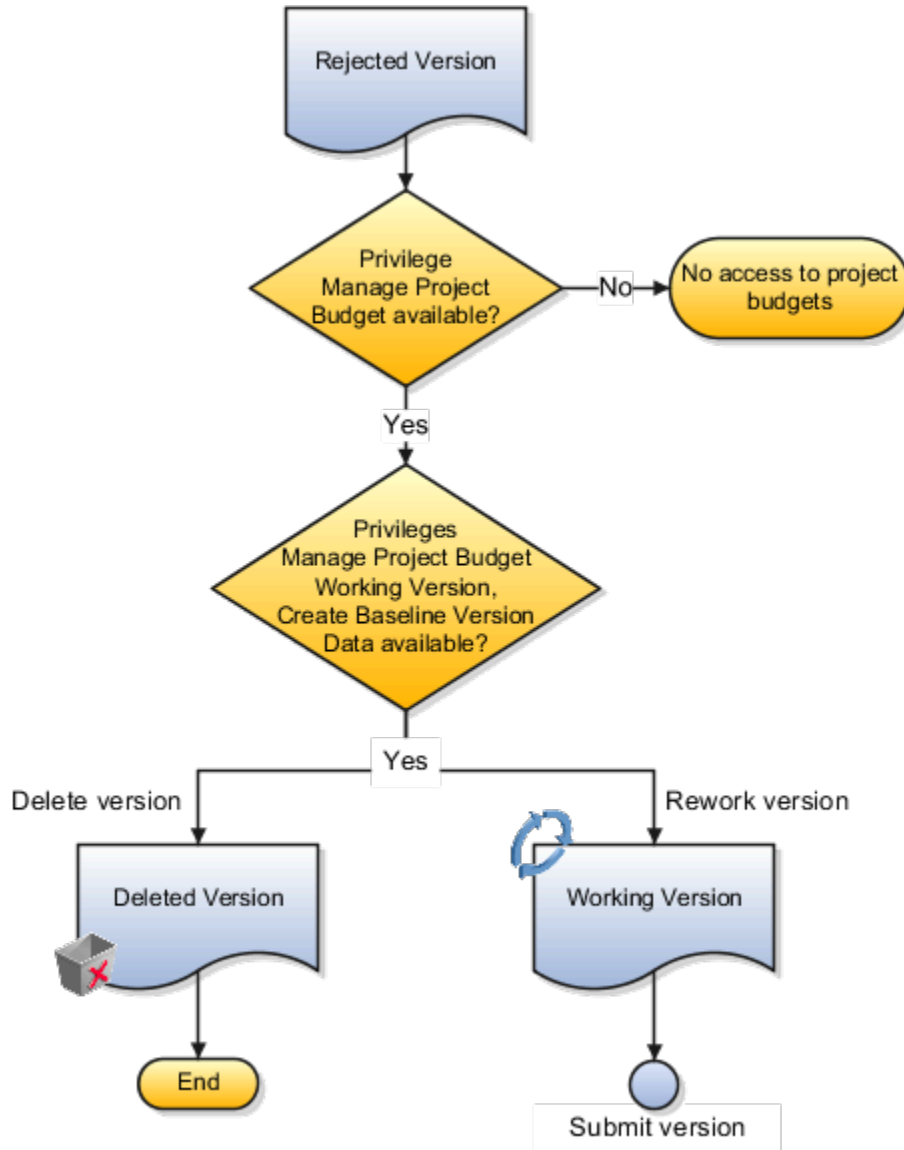 Rejected Version
Privilege
Manage Project
Budget available?
No
No access to project
budgets
Yes
Privileges
Manage Project Budget
Working Version,
Create Baseline Version
Data available?
Yes
Delete version
Rework version
Deleted Version
Working Version
End
Submit version